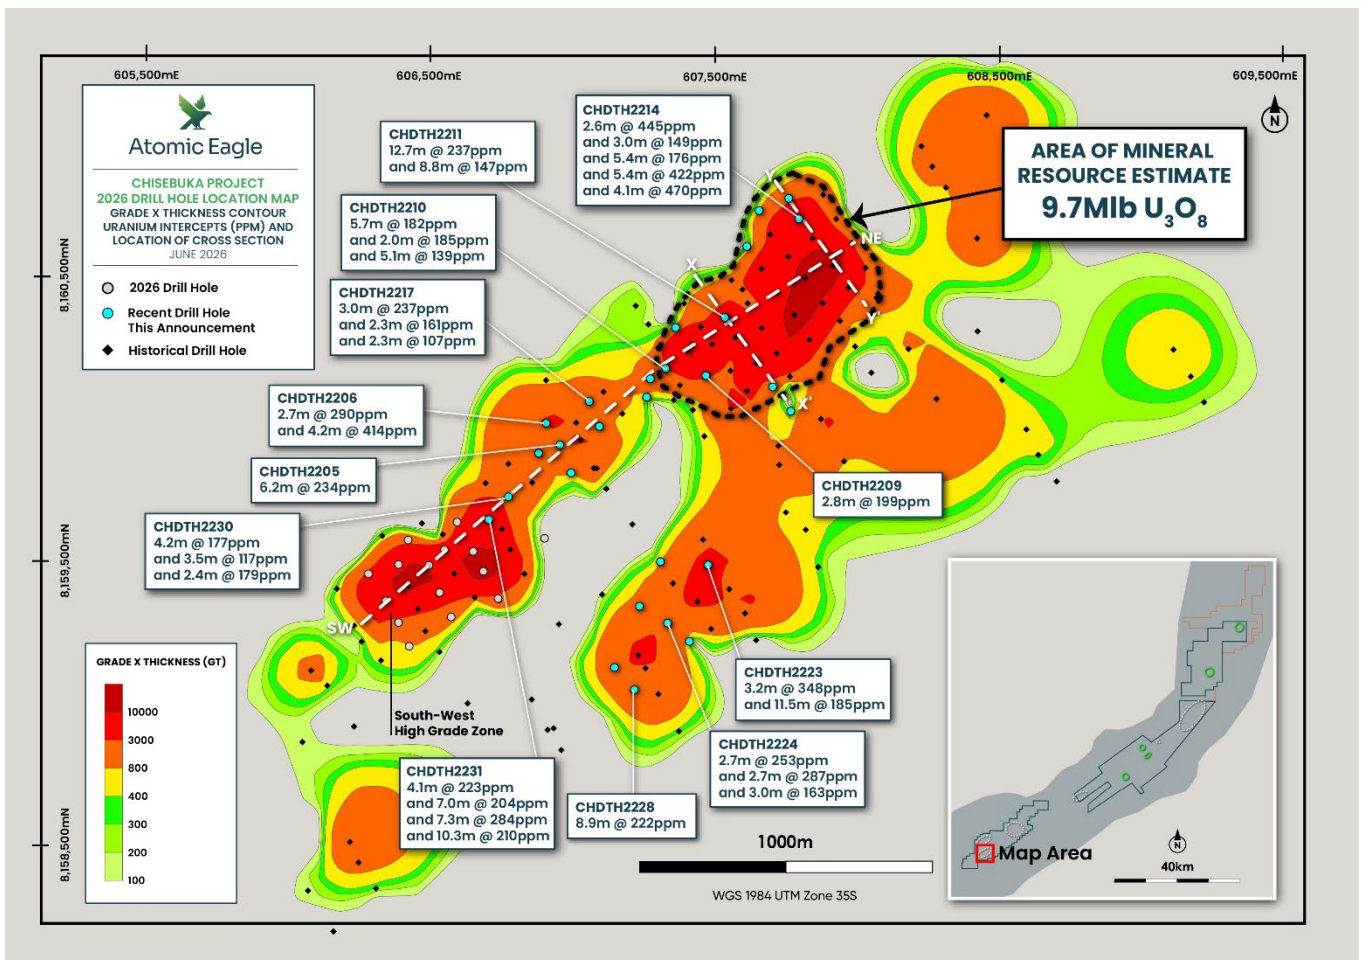 605,500mE
606,500mE
607,500mE
608,500mE
609,500mE
8,160,500mN
8,159,500mN
8,158,500mN
Atomic Eagle
CHISEBUKA PROJECT
2026 DRILL HOLE LOCATION MAP
GRADE X THICKNESS CONTOUR
URANIUM INTERCEPTS (PPM) AND
LOCATION OF CROSS SECTION
JUNE 2026
2026 Drill Hole
Recent Drill Hole
This Announcement
Historical Drill Hole
CHDTH2211
12.7m @ 237ppm
and 8.8m @ 147ppm
CHDTH2214
2.6m @ 445ppm
and 3.0m @ 149ppm
and 5.4m @ 176ppm
and 5.4m @ 422ppm
and 4.1m @ 470ppm
N
AREA OF MINERAL
RESOURCE ESTIMATE
9.7Mlb U3O8
CHDTH2210
5.7m @ 182ppm
and 2.0m @ 185ppm
and 5.1m @ 139ppm
CHDTH2217
3.0m @ 237ppm
and 2.3m @ 161ppm
and 2.3m @ 107ppm
Y
NE
X
Y'
X'
CHDTH2206
2.7m @ 290ppm
and 4.2m @ 414ppm
CHDTH2205
6.2m @ 234ppm
CHDTH2209
2.8m @ 199ppm
CHDTH2230
4.2m @ 177ppm
and 3.5m @ 117ppm
and 2.4m @ 179ppm
SW
GRADE X THICKNESS (GT)
10000
3000
800
400
300
200
100
South-West
High Grade Zone
CHDTH2223
3.2m @ 348ppm
and 11.5m @ 185ppm
CHDTH2224
2.7m @ 253ppm
and 2.7m @ 287ppm
and 3.0m @ 163ppm
CHDTH2231
4.1m @ 223ppm
and 7.0m @ 204ppm
and 7.3m @ 284ppm
and 10.3m @ 210ppm
CHDTH2228
8.9m @ 222ppm
1000m
WGS 1984 UTM Zone 35S
N
Map Area
40km